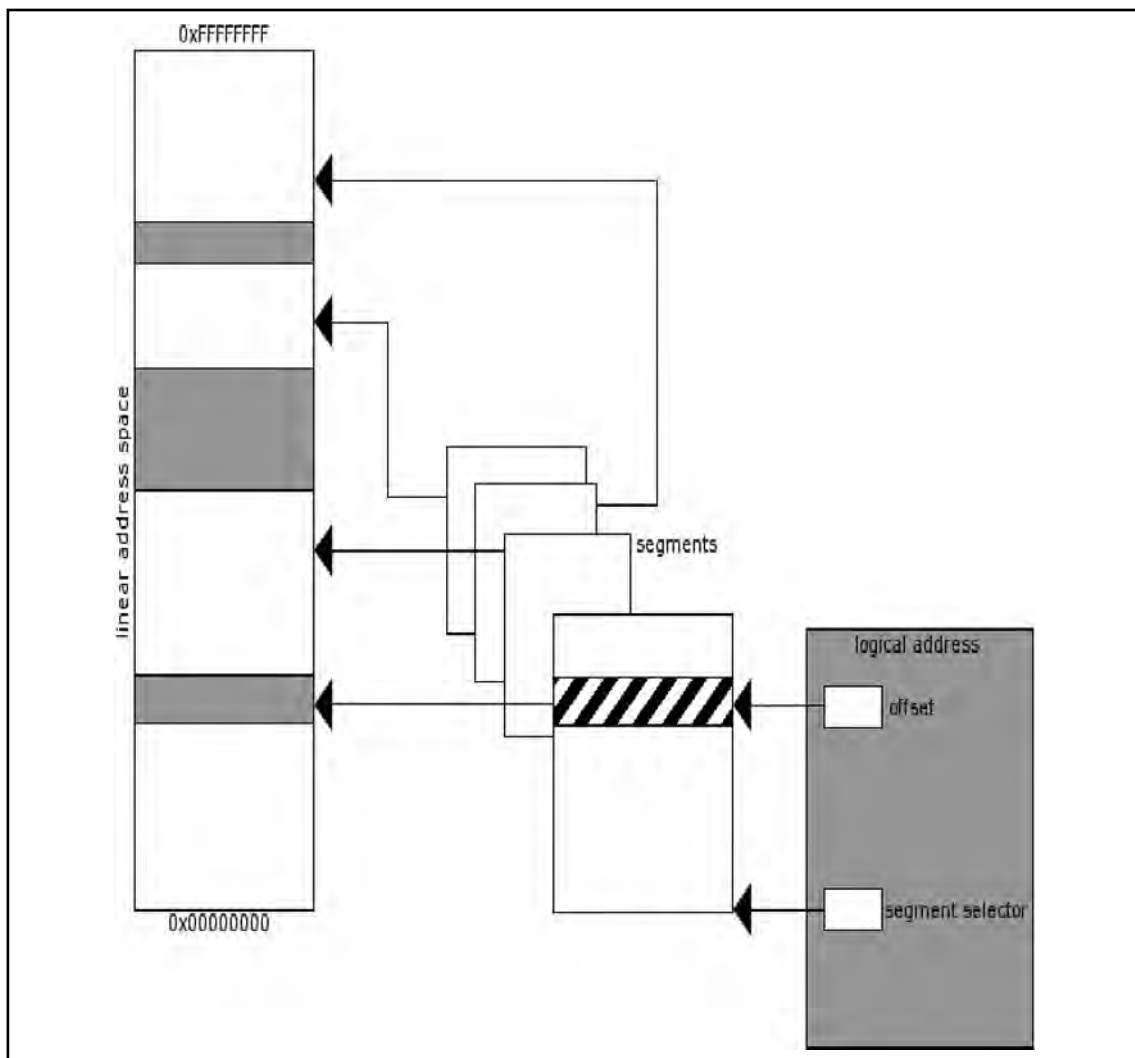 0xFFFFFFFF
linear address space
segments
logical address
offset
segment selector
0x00000000